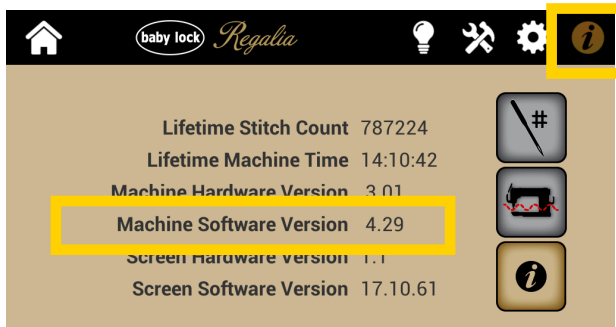 baby lock Regalia
i
Lifetime Stitch Count 787224
#
Lifetime Machine Time 14:10:42
Machine Hardware Version 3.01
Machine Software Version 4.29
Screen Hardware Version 1.1
Screen Software Version 17.10.61
i